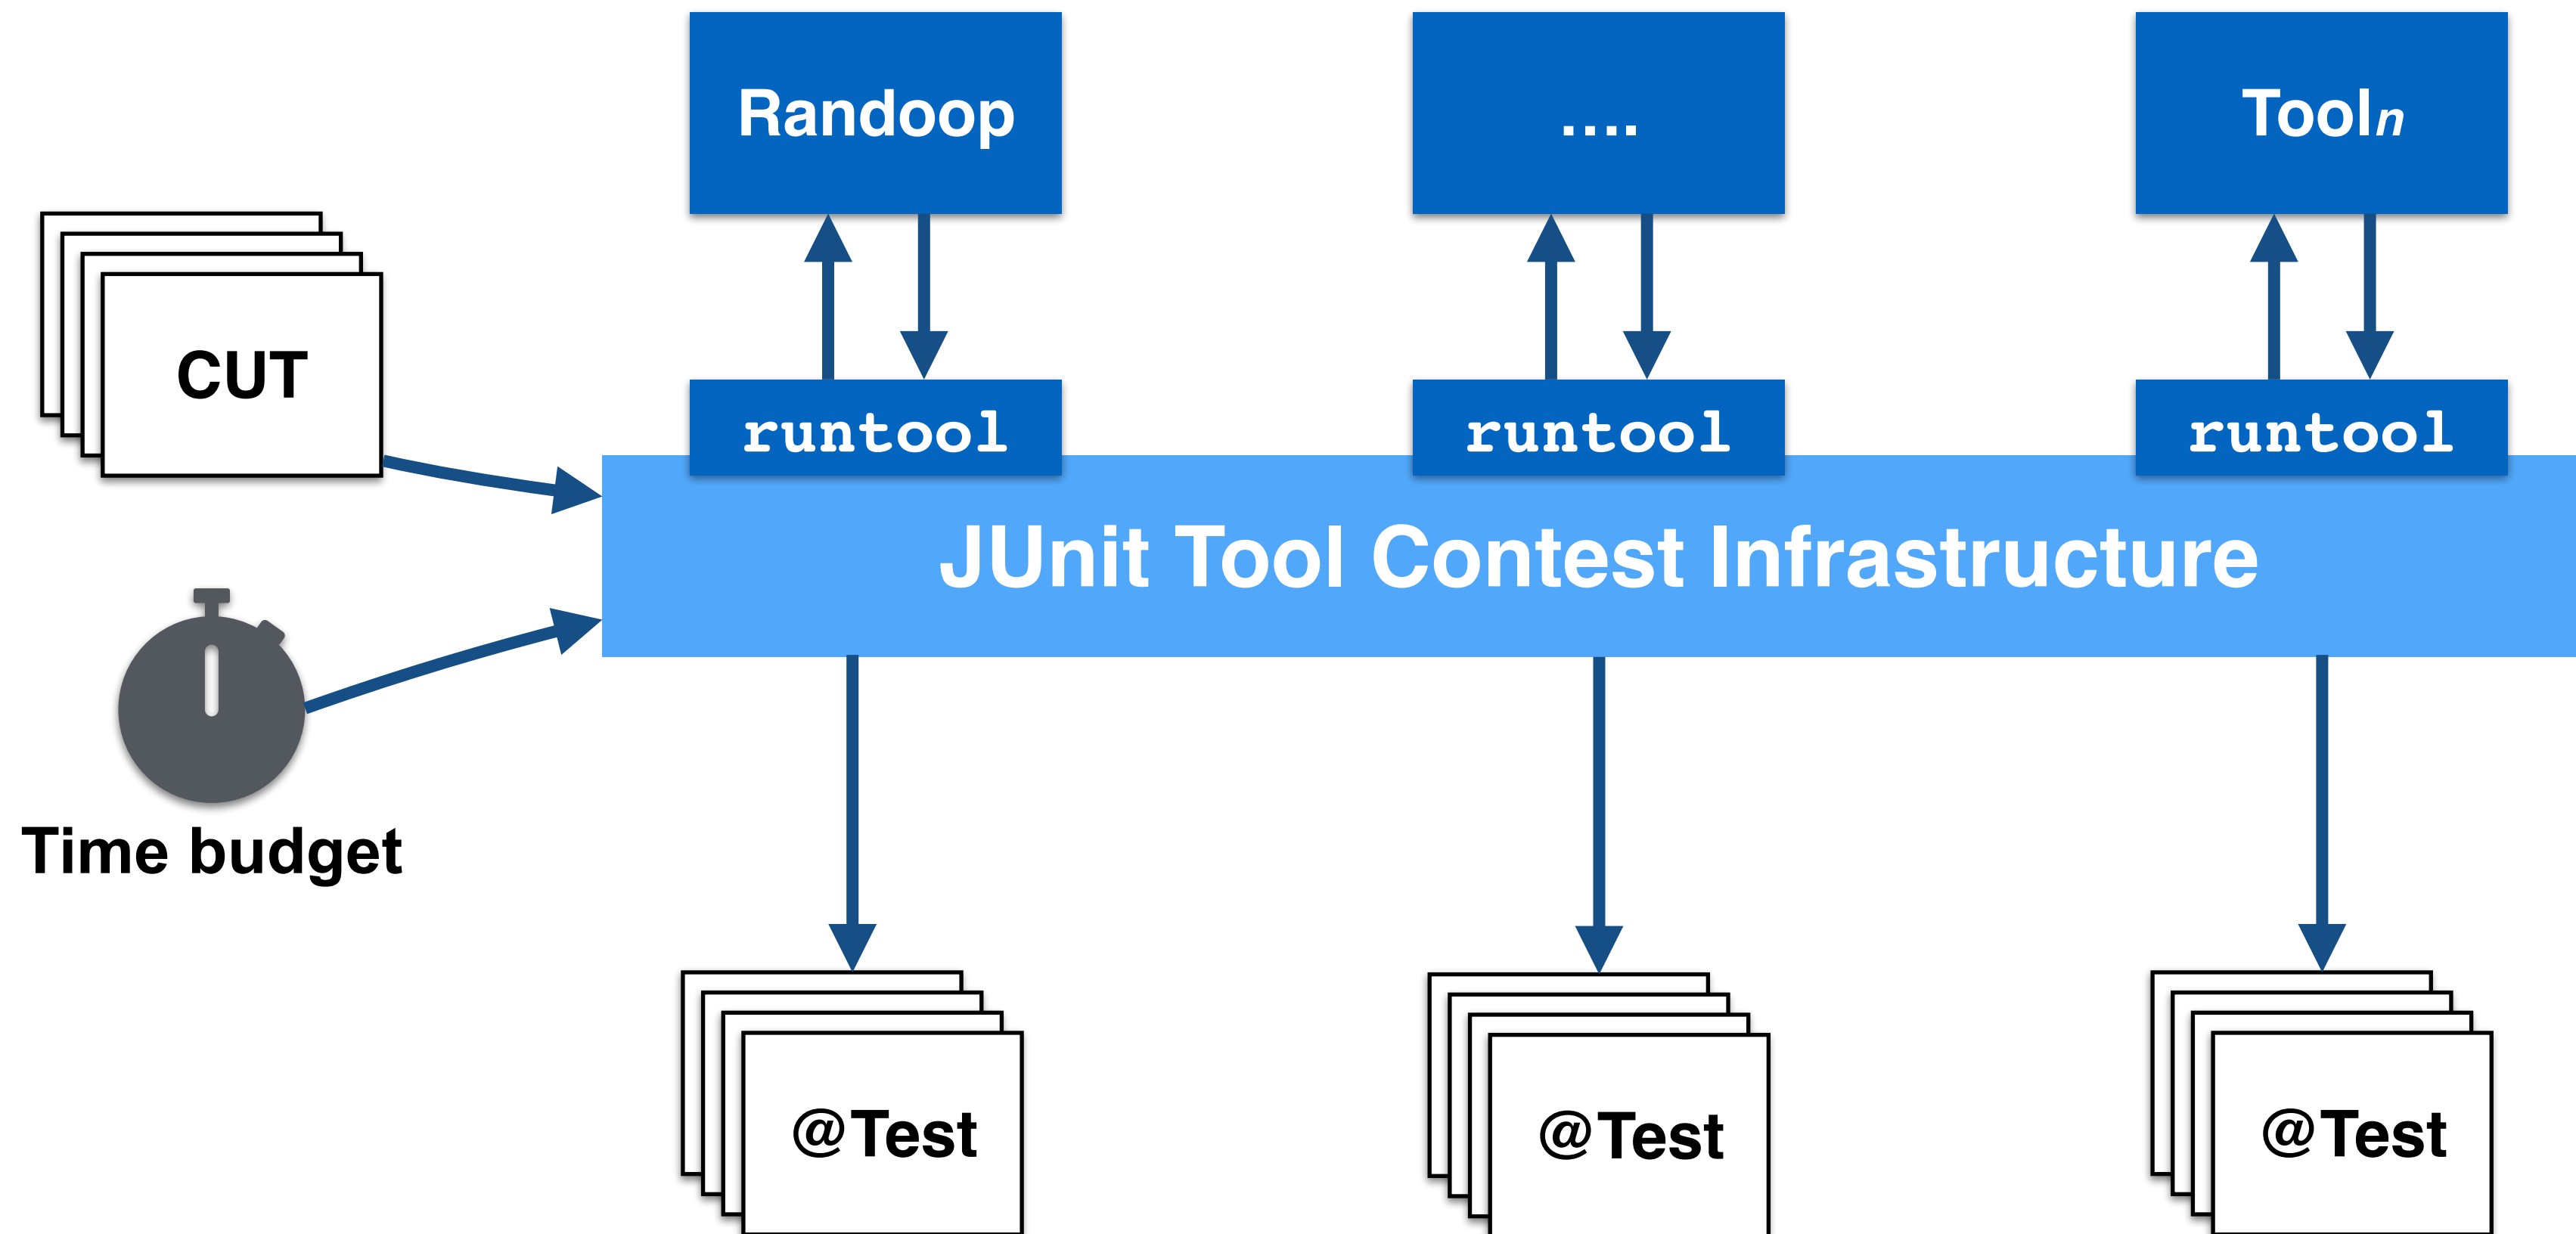 Randoop
....
Tooln
CUT
runtool
runtool
runtool
JUnit Tool Contest Infrastructure
Time budget
@Test
@Test
@Test